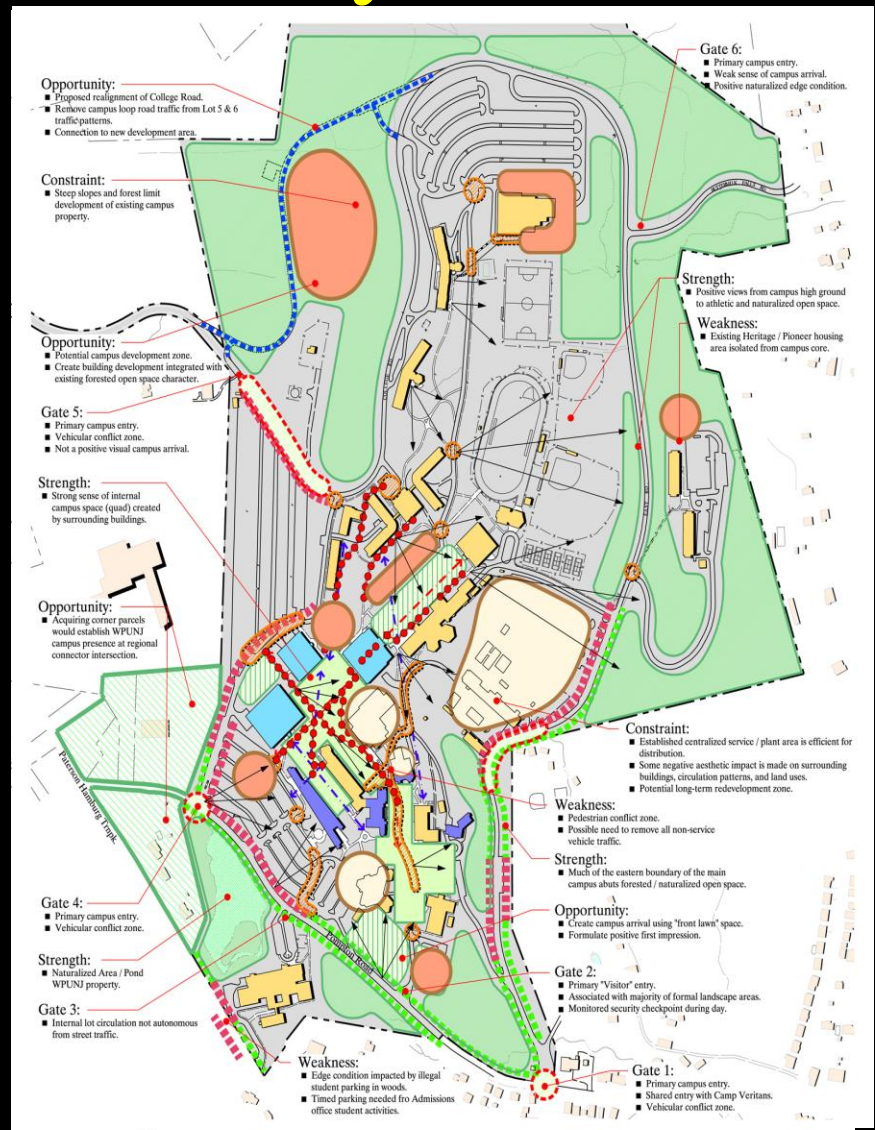 Opportunity:
■ Proposed realignment of College Road.
■ Remove campus loop road traffic from Lot 5 & 6
traffic patterns.
■ Connection to new development area.
Constraint:
■ Steep slopes and forest limit
development of existing campus
property.
Opportunity:
■ Potential campus development zone.
■ Create building development integrated with
existing forested open space character.
Gate 5:
■ Primary campus entry.
■ Vehicular conflict zone.
■ Not a positive visual campus arrival.
Strength:
■ Strong sense of internal
campus space (quad) created
by surrounding buildings.
Opportunity:
■ Acquiring corner parcels
would establish WPUNJ
campus presence at regional
connector intersection.
Paterson Hamburg Trnpk.
Gate 4:
■ Primary campus entry.
■ Vehicular conflict zone.
Strength:
■ Naturalized Area / Pond
WPUNJ property.
Gate 3:
■ Internal lot circulation not autonomous
from street traffic.
Weakness:
■ Edge condition impacted by illegal
student parking in woods.
■ Timed parking needed fro Admissions
office student activities.
Pompton Road
Gate 6:
■ Primary campus entry.
■ Weak sense of campus arrival.
■ Positive naturalized edge condition.
Strength:
■ Positive views from campus high ground
to athletic and naturalized open space.
Weakness:
■ Existing Heritage / Pioneer housing
area isolated from campus core.
Constraint:
■ Established centralized service / plant area is efficient for
distribution.
■ Some negative aesthetic impact is made on surrounding
buildings, circulation patterns, and land uses.
■ Potential long-term redevelopment zone.
Weakness:
■ Pedestrian conflict zone.
■ Possible need to remove all non-service
vehicle traffic.
Strength:
■ Much of the eastern boundary of the main
campus abuts forested / naturalized open space.
Opportunity:
■ Create campus arrival using "front lawn" space.
■ Formulate positive first impression.
Gate 2:
■ Primary "Visitor" entry.
■ Associated with majority of formal landscape areas.
■ Monitored security checkpoint during day.
Gate 1:
■ Primary campus entry.
■ Shared entry with Camp Veritans.
■ Vehicular conflict zone.